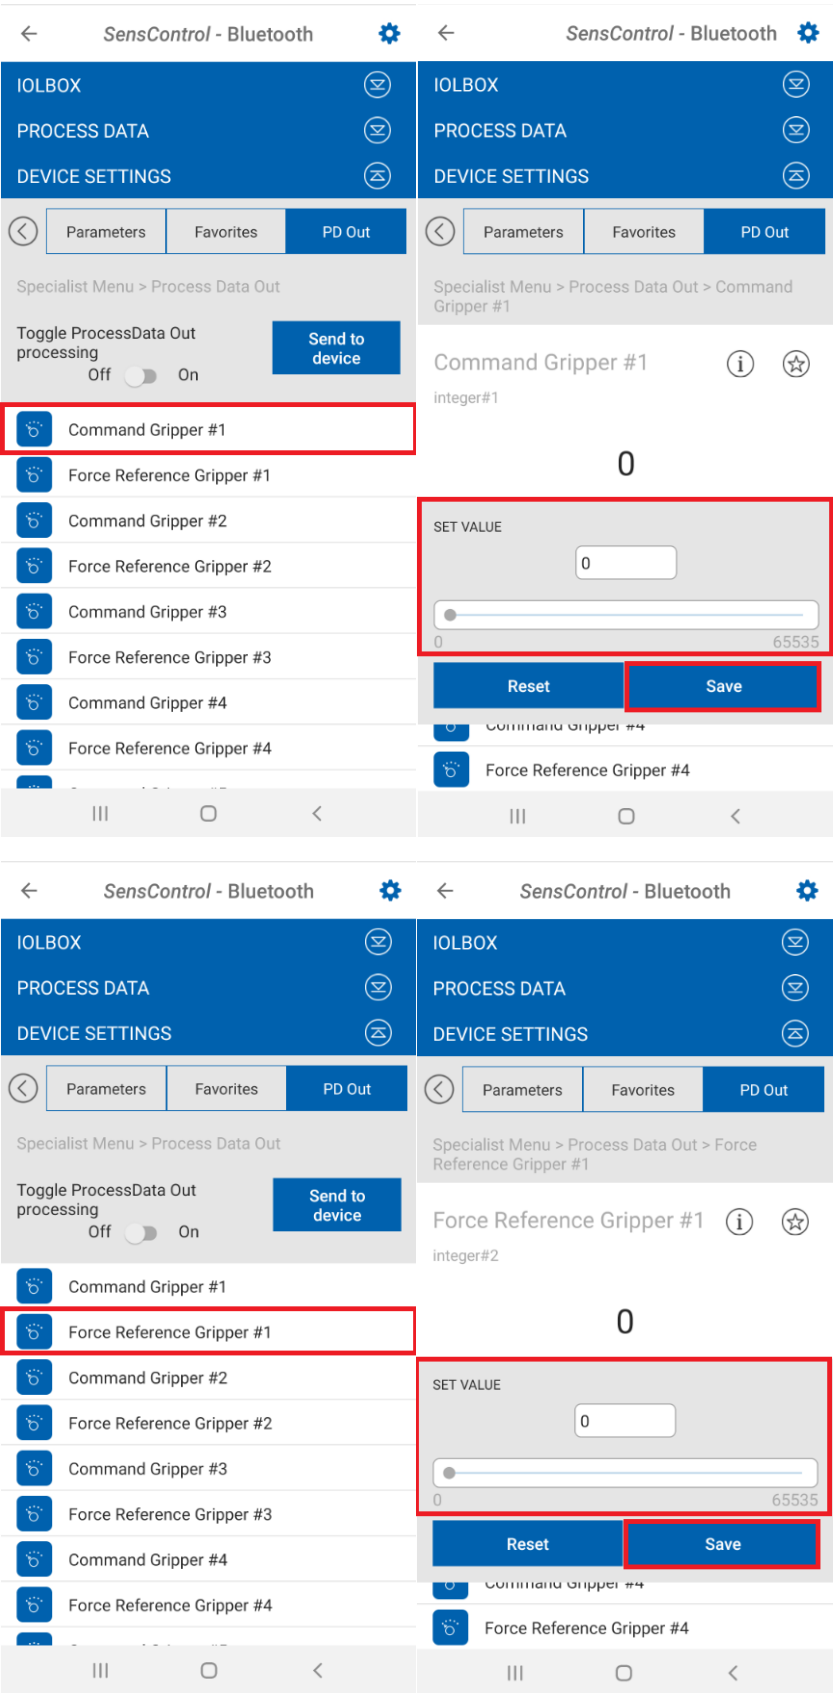 SensControl - Bluetooth
IOLBOX
PROCESS DATA
DEVICE SETTINGS
Parameters Favorites PD Out
Specialist Menu > Process Data Out
Toggle ProcessData Out
processing
Off On
Send to
device
Command Gripper #1
Force Reference Gripper #1
Command Gripper #2
Force Reference Gripper #2
Command Gripper #3
Force Reference Gripper #3
Command Gripper #4
Force Reference Gripper #4
SensControl - Bluetooth
IOLBOX
PROCESS DATA
DEVICE SETTINGS
Parameters Favorites PD Out
Specialist Menu > Process Data Out > Command
Gripper #1
Command Gripper #1
integer#1
0
SET VALUE
0
0 65535
Reset Save
Command Gripper #4
Force Reference Gripper #4
SensControl - Bluetooth
IOLBOX
PROCESS DATA
DEVICE SETTINGS
Parameters Favorites PD Out
Specialist Menu > Process Data Out
Toggle ProcessData Out
processing
Off On
Send to
device
Command Gripper #1
Force Reference Gripper #1
Command Gripper #2
Force Reference Gripper #2
Command Gripper #3
Force Reference Gripper #3
Command Gripper #4
Force Reference Gripper #4
SensControl - Bluetooth
IOLBOX
PROCESS DATA
DEVICE SETTINGS
Parameters Favorites PD Out
Specialist Menu > Process Data Out > Force
Reference Gripper #1
Force Reference Gripper #1
integer#2
0
SET VALUE
0
0 65535
Reset Save
Command Gripper #4
Force Reference Gripper #4